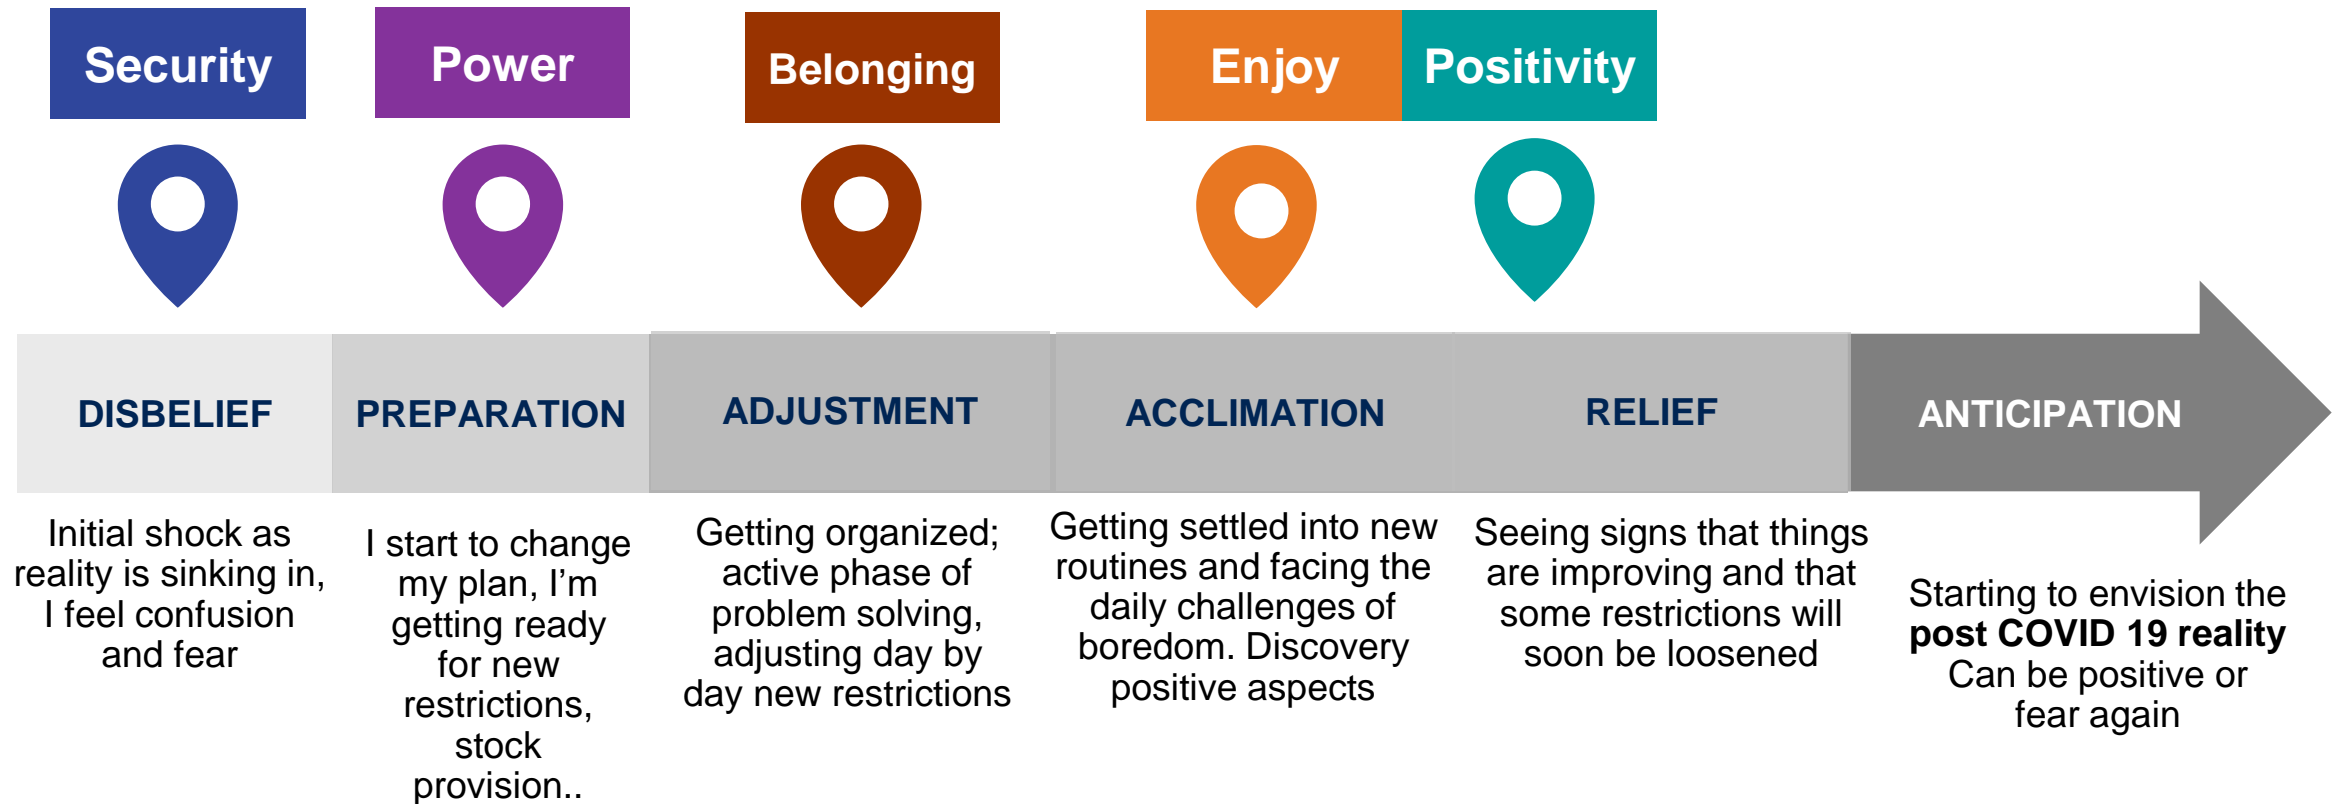 Security
Power
Belonging
Enjoy
Positivity
DISBELIEF
PREPARATION
ADJUSTMENT
ACCLIMATION
RELIEF
ANTICIPATION
Initial shock as
reality is sinking in,
I feel confusion
and fear
I start to change
my plan, I'm
getting ready
for new
restrictions,
stock
provision..
Getting organized;
active phase of
problem solving,
adjusting day by
day new restrictions
Getting settled into new
routines and facing the
daily challenges of
boredom. Discovery
positive aspects
Seeing signs that things
are improving and that
some restrictions will
soon be loosened
Starting to envision the
post COVID 19 reality
Can be positive or
fear again